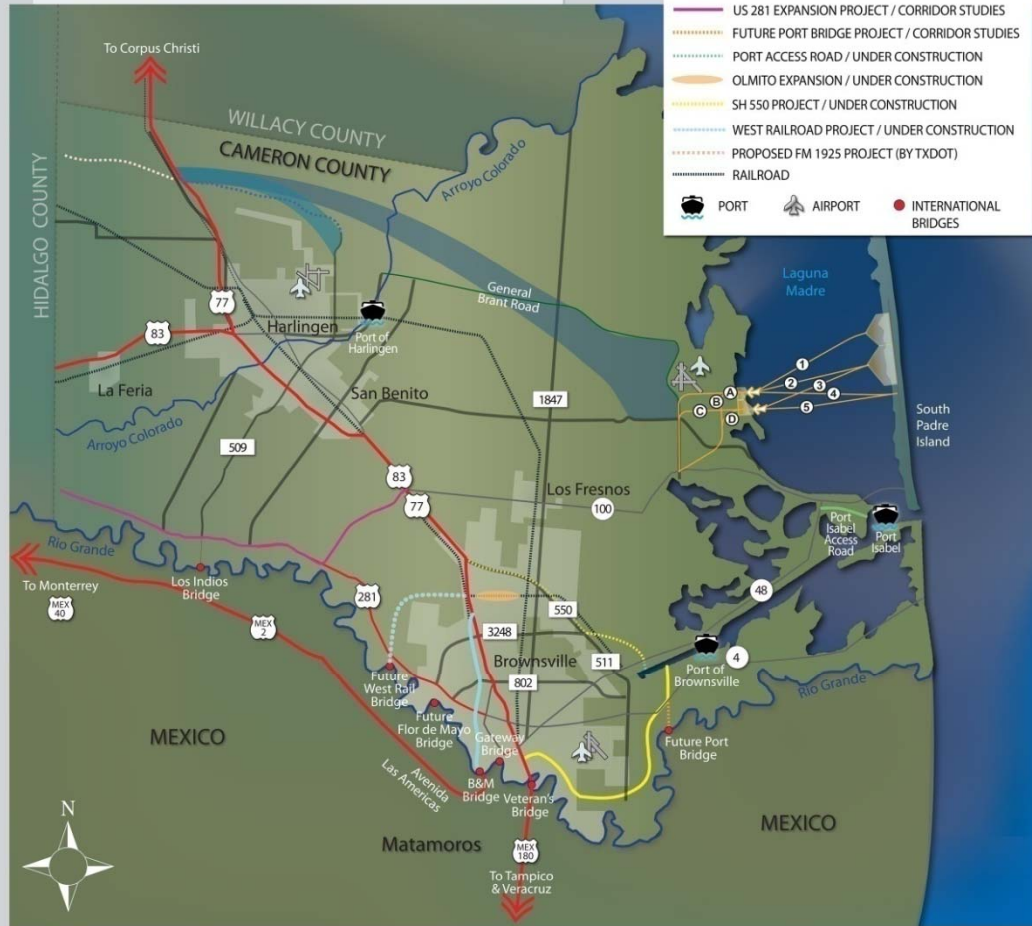 US 281 EXPANSION PROJECT / CORRIDOR STUDIES
FUTURE PORT BRIDGE PROJECT / CORRIDOR STUDIES
PORT ACCESS ROAD / UNDER CONSTRUCTION
OLMITO EXPANSION / UNDER CONSTRUCTION
SH 550 PROJECT / UNDER CONSTRUCTION
WEST RAILROAD PROJECT / UNDER CONSTRUCTION
PROPOSED FM 1925 PROJECT (BY TXDOT)
RAILROAD
PORT
AIRPORT
INTERNATIONAL
BRIDGES
To Corpus Christi
WILLACY COUNTY
CAMERON COUNTY
HIDALGO COUNTY
Arroyo Colorado
Laguna
Madre
General
Brant Road
77
83
Harlingen
Port of
Harlingen
La Feria
San Benito
1847
Arroyo Colorado
509
1
2
3
4
5
A
B
C
D
South
Padre
Island
83
77
Los Fresnos
100
Port
Isabel
Access
Road
Port
Isabel
Rio Grande
To Monterrey
MEX
40
Los Indios
Bridge
MEX
2
281
550
48
3248
Brownsville
511
802
Port of
Brownsville
4
Rio Grande
Future
West Rail
Bridge
Future
Flor de Mayo
Bridge
Gateway
Bridge
Future Port
Bridge
MEXICO
Avenida
Las Americas
B&M
Bridge
Veteran's
Bridge
MEXICO
Matamoros
MEX
180
To Tampico
& Veracruz
N